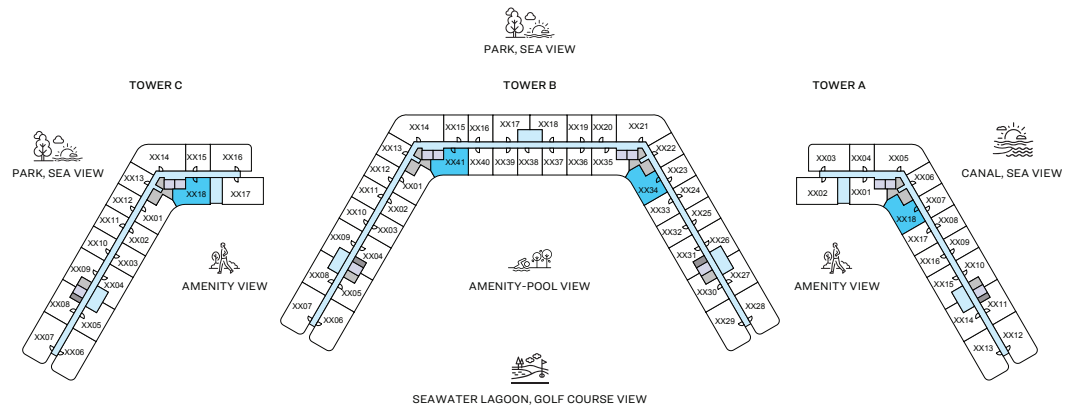 PARK, SEA VIEW
TOWER C
TOWER B
TOWER A
PARK, SEA VIEW
XX14
XX15
XX16
XX13
XX12
XX11
XX10
XX09
XX08
XX07
XX06
XX05
XX04
XX03
XX02
XX01
XX18
XX17
AMENITY VIEW
XX14
XX15
XX16
XX17
XX18
XX19
XX20
XX21
XX13
XX12
XX11
XX10
XX09
XX08
XX07
XX06
XX05
XX04
XX03
XX02
XX01
XX41
XX40
XX39
XX38
XX37
XX36
XX35
XX34
XX33
XX32
XX31
XX30
XX29
XX22
XX23
XX24
XX25
XX26
XX27
XX28
AMENITY-POOL VIEW
AMENITY VIEW
XX03
XX04
XX05
XX02
XX01
XX06
XX07
XX08
XX09
XX10
XX11
XX12
XX18
XX17
XX16
XX15
XX14
XX13
CANAL, SEA VIEW
SEAWATER LAGOON, GOLF COURSE VIEW